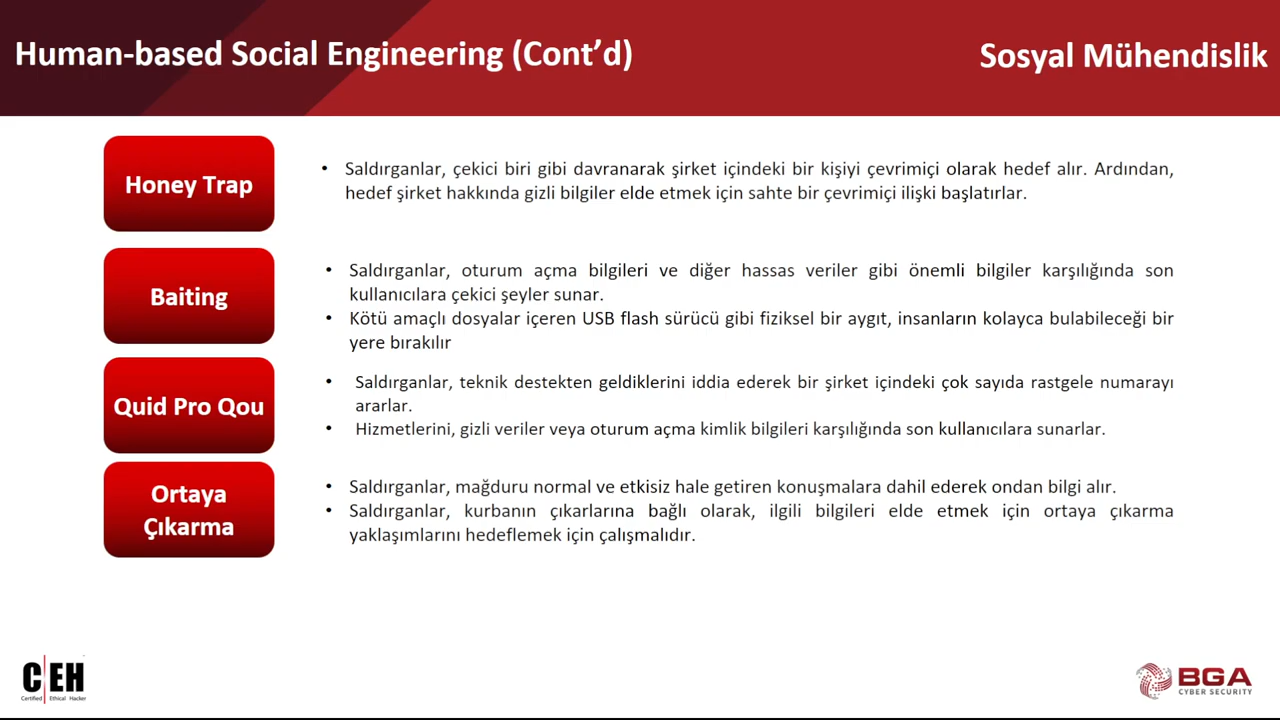 Human-based Social Engineering (Cont’d)
Sosyal Mühendislik
Honey Trap
• Saldırganlar, çekici biri gibi davranarak şirket içindeki bir kişiyi çevrimiçi olarak hedef alır. Ardından,
hedef şirket hakkında gizli bilgiler elde etmek için sahte bir çevrimiçi ilişki başlatırlar.
Baiting
• Saldırganlar, oturum açma bilgileri ve diğer hassas veriler gibi önemli bilgiler karşılığında son
kullanıcılara çekici şeyler sunar.
• Kötü amaçlı dosyalar içeren USB flash sürücü gibi fiziksel bir aygıt, insanların kolayca bulabileceği bir
yere bırakılır
Quid Pro Qou
• Saldırganlar, teknik destekten geldiklerini iddia ederek bir şirket içindeki çok sayıda rastgele numarayı
ararlar.
• Hizmetlerini, gizli veriler veya oturum açma kimlik bilgileri karşılığında son kullanıcılara sunarlar.
Ortaya
Çıkarma
• Saldırganlar, mağduru normal ve etkisiz hale getiren konuşmalara dahil ederek ondan bilgi alır.
• Saldırganlar, kurbanın çıkarlarına bağlı olarak, ilgili bilgileri elde etmek için ortaya çıkarma
yaklaşımlarını hedeflemek için çalışmalıdır.
C EH
Certified Ethical Hacker
BGA
CYBER SECURITY